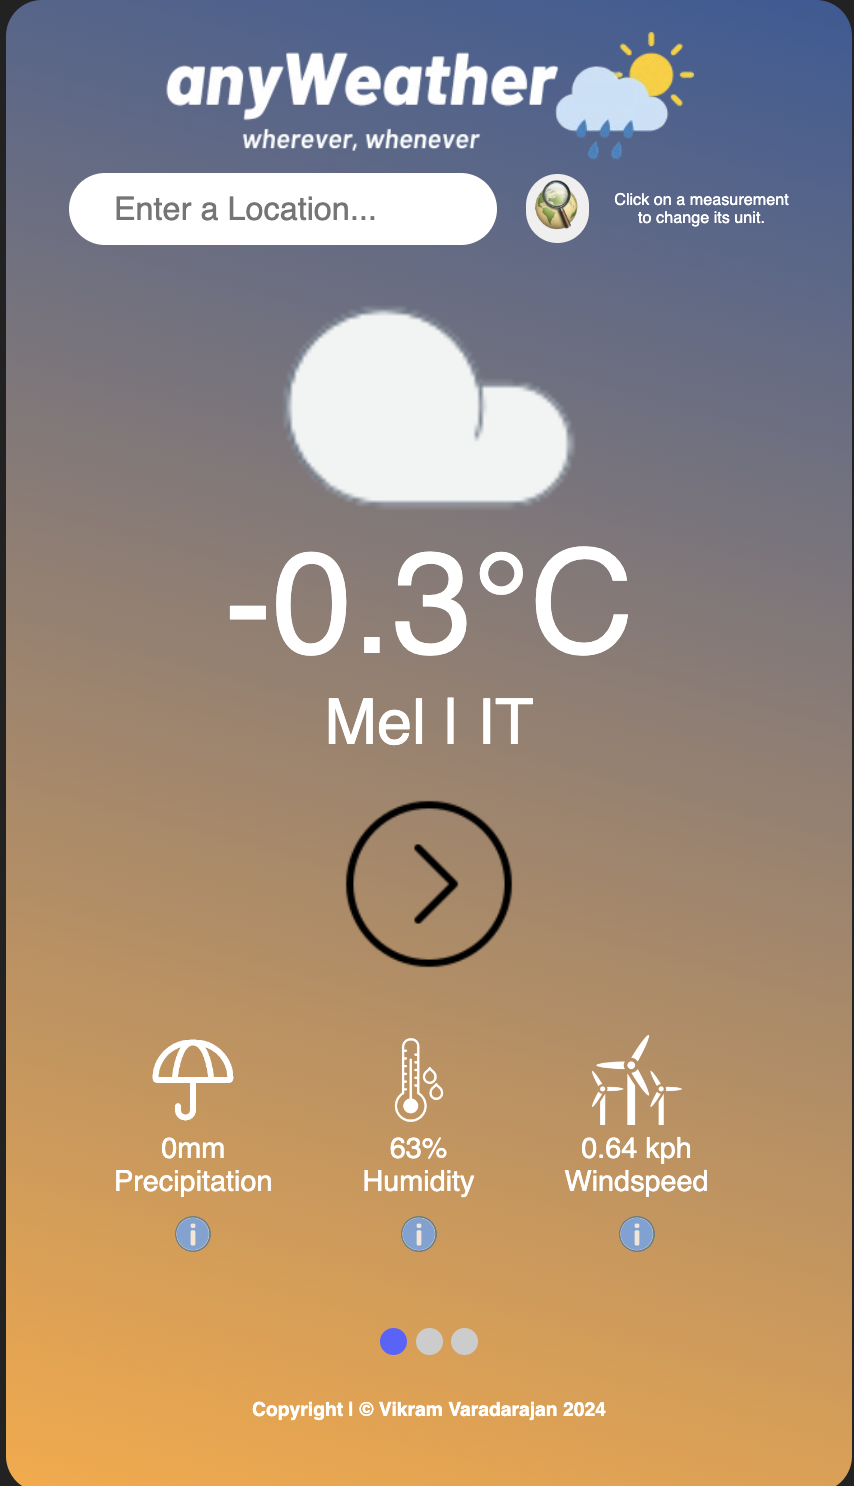 anyWeather
wherever, whenever
Enter a Location...
Click on a measurement
to change its unit.
-0.3°C
Mel | IT
0mm
Precipitation
63%
Humidity
0.64 kph
Windspeed
i
i
i
Copyright | © Vikram Varadarajan 2024